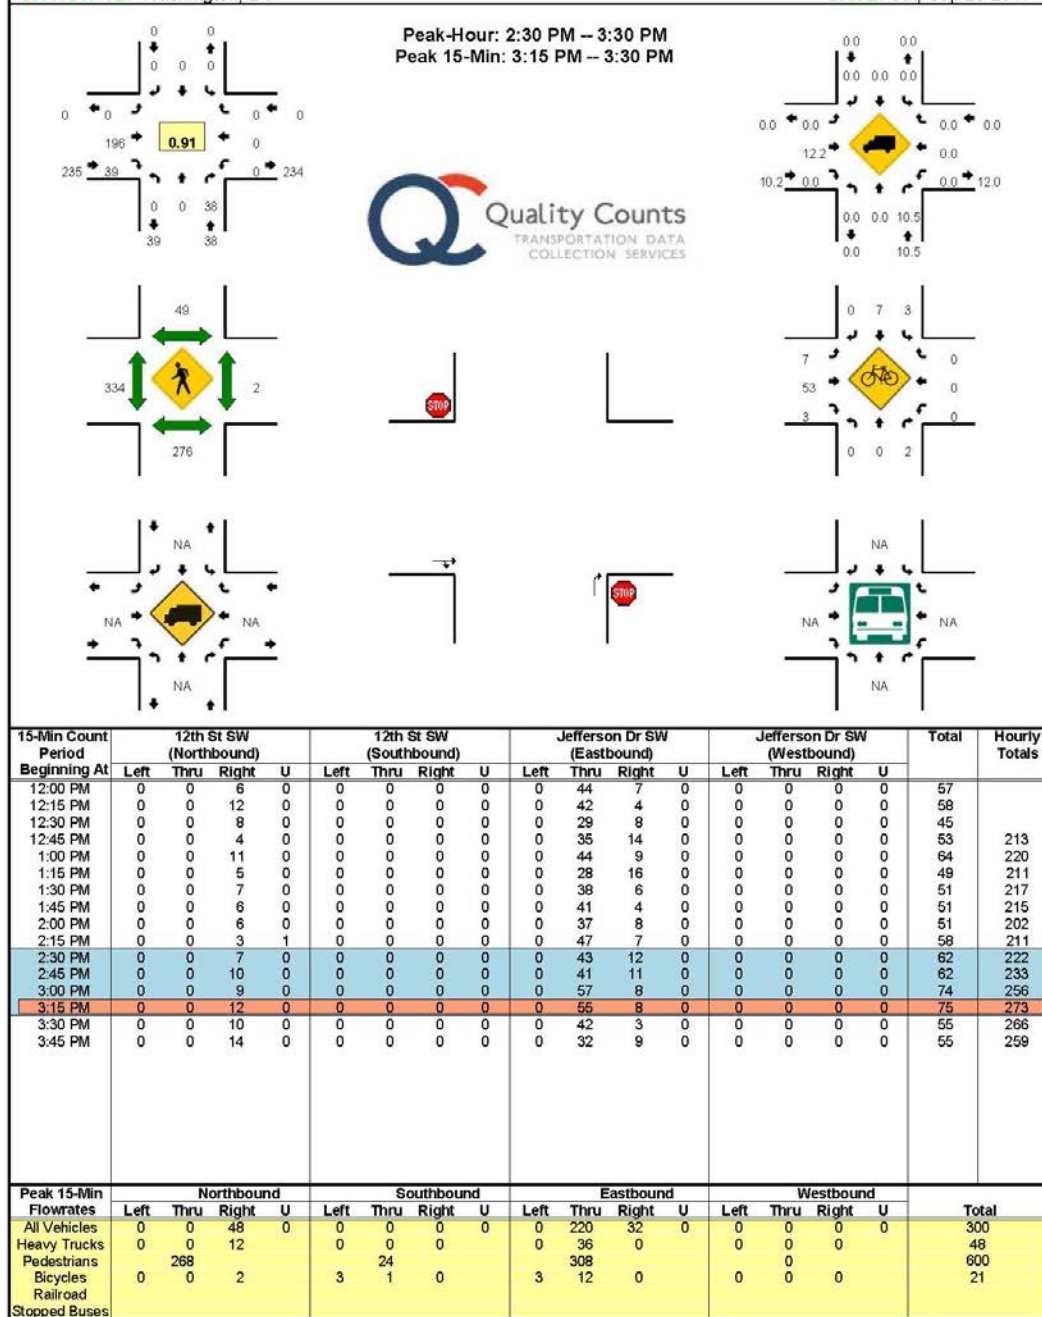 Peak-Hour: 2:30 PM -- 3:30 PM
Peak 15-Min: 3:15 PM -- 3:30 PM
0 0
0 0 0
0 0 0 0
196 0.91 0
235 39 0 234
0 0 38
39 38
0.0 0.0
0.0 0.0 0.0
0.0 0.0 0.0 0.0
12.2 0.0
10.2 0.0 0.0 12.0
0.0 0.0 10.5
0.0 10.5
Quality Counts
TRANSPORTATION DATA
COLLECTION SERVICES
49
334 2
276
STOP
0 7 3
7 0
53 0
3 0
0 0 2
NA
NA NA
NA
STOP
NA
NA NA
NA
15-Min Count Period Beginning At 12th St SW (Northbound) 12th St SW (Southbound) Jefferson Dr SW (Eastbound) Jefferson Dr SW (Westbound) Total Hourly Totals
Left Thru Right U Left Thru Right U Left Thru Right U Left Thru Right U
12:00 PM 0 0 6 0 0 0 0 0 0 44 7 0 0 0 0 0 57
12:15 PM 0 0 12 0 0 0 0 0 0 42 4 0 0 0 0 0 58
12:30 PM 0 0 8 0 0 0 0 0 0 29 8 0 0 0 0 0 45
12:45 PM 0 0 4 0 0 0 0 0 0 35 14 0 0 0 0 0 53 213
1:00 PM 0 0 11 0 0 0 0 0 0 44 9 0 0 0 0 0 64 220
1:15 PM 0 0 5 0 0 0 0 0 0 28 16 0 0 0 0 0 49 211
1:30 PM 0 0 7 0 0 0 0 0 0 38 6 0 0 0 0 0 51 217
1:45 PM 0 0 6 0 0 0 0 0 0 41 4 0 0 0 0 0 51 215
2:00 PM 0 0 6 0 0 0 0 0 0 37 8 0 0 0 0 0 51 202
2:15 PM 0 0 3 1 0 0 0 0 0 47 7 0 0 0 0 0 58 211
2:30 PM 0 0 7 0 0 0 0 0 0 43 12 0 0 0 0 0 62 222
2:45 PM 0 0 10 0 0 0 0 0 0 41 11 0 0 0 0 0 62 233
3:00 PM 0 0 9 0 0 0 0 0 0 57 8 0 0 0 0 0 74 256
3:15 PM 0 0 12 0 0 0 0 0 0 55 8 0 0 0 0 0 75 273
3:30 PM 0 0 10 0 0 0 0 0 0 42 3 0 0 0 0 0 55 266
3:45 PM 0 0 14 0 0 0 0 0 0 32 9 0 0 0 0 0 55 259
Peak 15-Min Flowrates Northbound Southbound Eastbound Westbound Total
Left Thru Right U Left Thru Right U Left Thru Right U Left Thru Right U
All Vehicles 0 0 48 0 0 0 0 0 0 220 32 0 0 0 0 0 300
Heavy Trucks 0 0 12 0 0 0 0 36 0 0 0 0 48
Pedestrians 268 24 308 0 600
Bicycles 0 0 2 3 1 0 3 12 0 0 0 0 21
Railroad
Stopped Buses